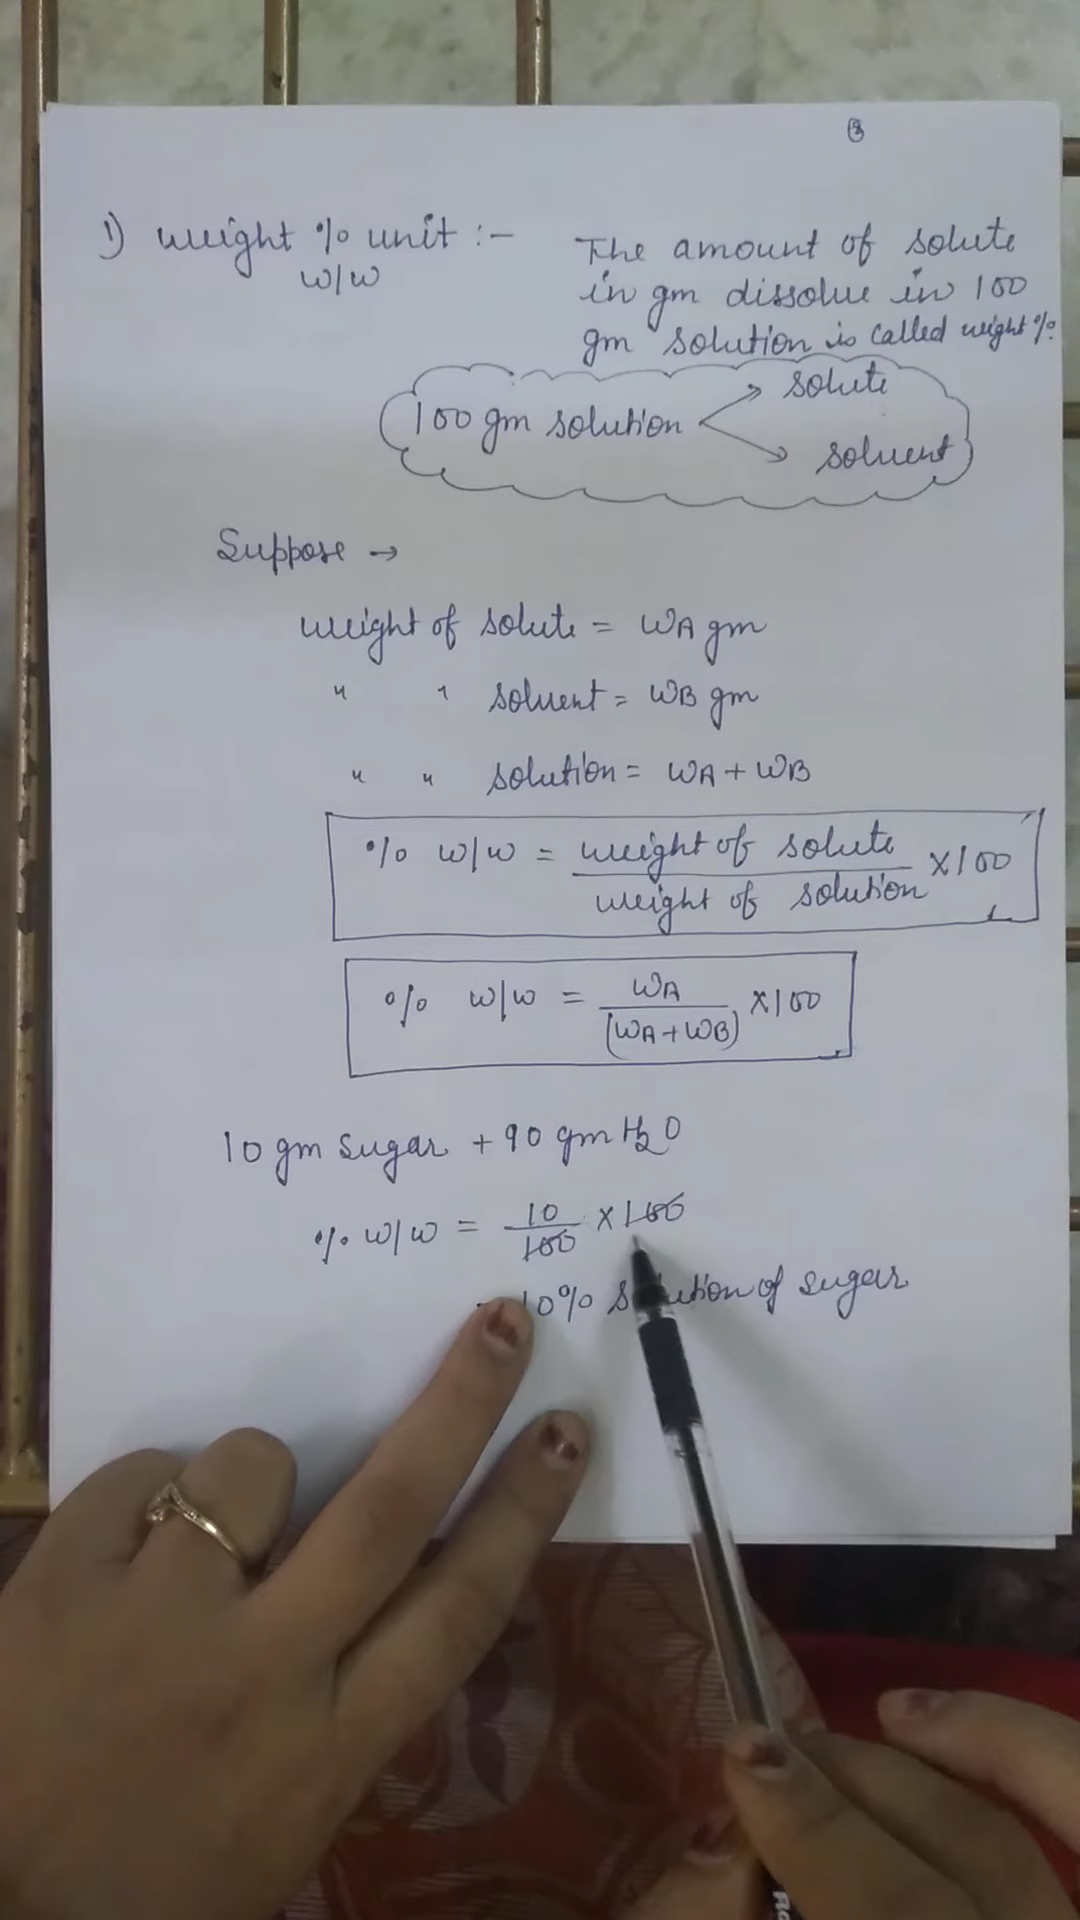 3
1) weight % unit :-
w/w
The amount of solute
in gm dissolve in 100
gm solution is called weight %
100 gm solution
solute
solvent
Suppose →
weight of solute = WA gm
" " solvent = WB gm
" " solution = WA + WB
% w/w = weight of solute / weight of solution × 100
% w/w = WA / (WA + WB) × 100
10 gm sugar + 90 gm H2O
% w/w = 10 / 100 × 100
10% solution of sugar